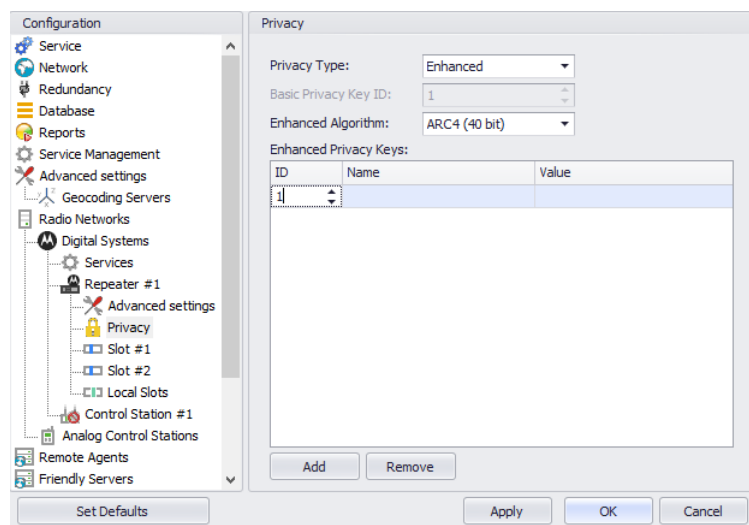 Configuration
Service
Network
Redundancy
Database
Reports
Service Management
Advanced settings
Geocoding Servers
Radio Networks
Digital Systems
Services
Repeater #1
Advanced settings
Privacy
Slot #1
Slot #2
Local Slots
Control Station #1
Analog Control Stations
Remote Agents
Friendly Servers
Set Defaults
Privacy
Privacy Type: Enhanced
Basic Privacy Key ID: 1
Enhanced Algorithm: ARC4 (40 bit)
Enhanced Privacy Keys:
ID Name Value
1
Add Remove
Apply OK Cancel